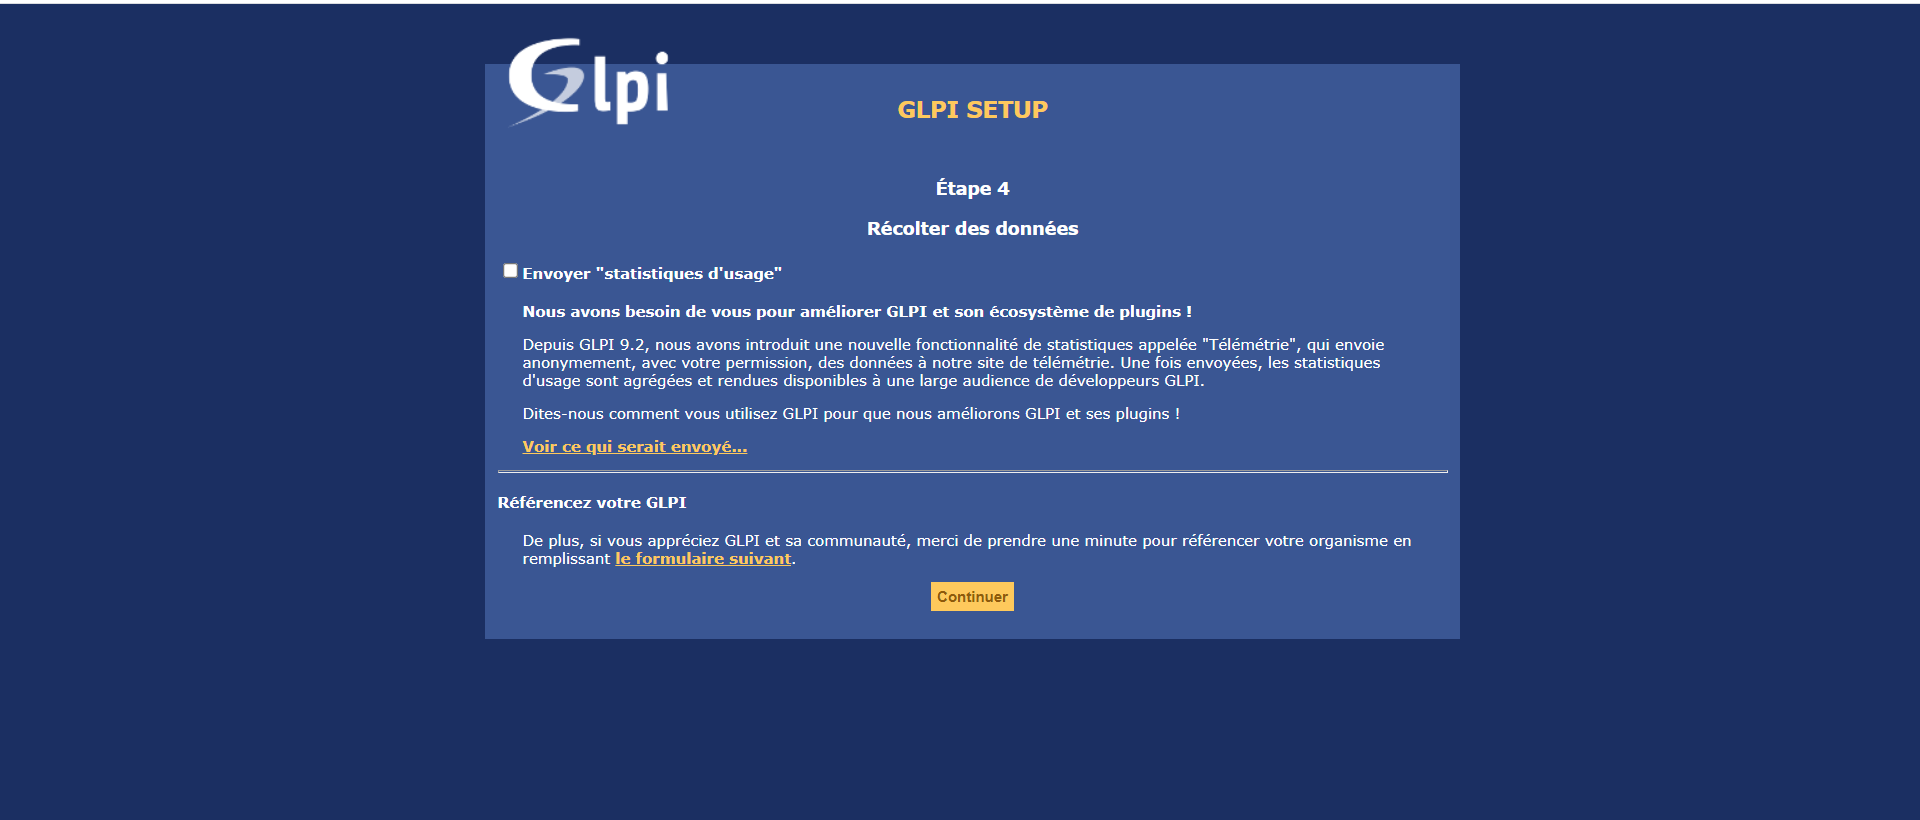 Glpi
GLPI SETUP
Étape 4
Récolter des données
Envoyer "statistiques d'usage"
Nous avons besoin de vous pour améliorer GLPI et son écosystème de plugins !
Depuis GLPI 9.2, nous avons introduit une nouvelle fonctionnalité de statistiques appelée "Télémétrie", qui envoie
anonymement, avec votre permission, des données à notre site de télémétrie. Une fois envoyées, les statistiques
d'usage sont agrégées et rendues disponibles à une large audience de développeurs GLPI.
Dites-nous comment vous utilisez GLPI pour que nous améliorons GLPI et ses plugins !
Voir ce qui serait envoyé...
Référencez votre GLPI
De plus, si vous appréciez GLPI et sa communauté, merci de prendre une minute pour référencer votre organisme en
remplissant le formulaire suivant.
Continuer